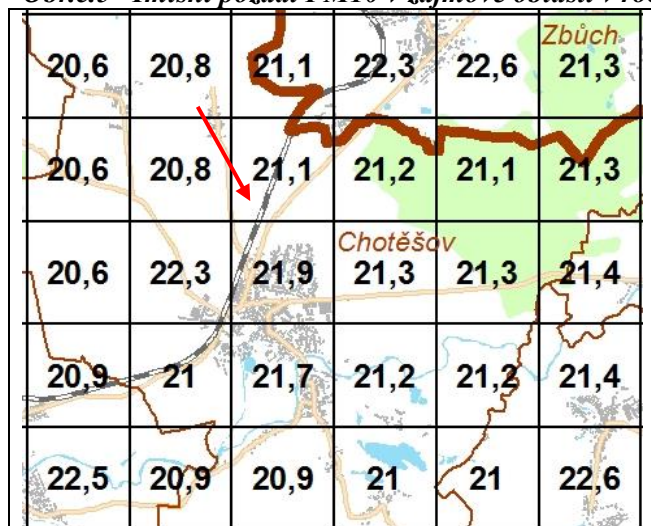 Zbůch
20,6 20,8 21,1 22,3 22,6 21,3
20,6 20,8 21,1 21,2 21,1 21,3
Chotěšov
20,6 22,3 21,9 21,3 21,3 21,4
20,9 21 21,7 21,2 21,2 21,4
22,5 20,9 20,9 21 21 22,6